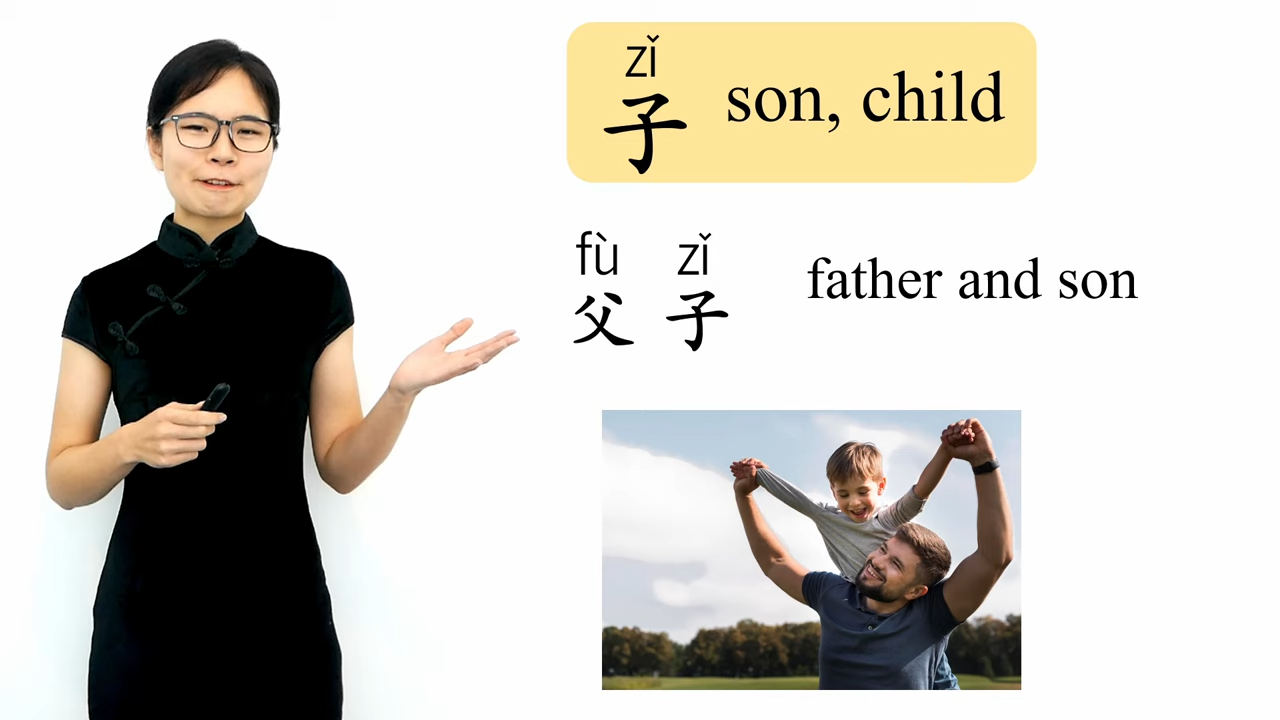 zǐ
子 son, child
fù zǐ
父 子 father and son